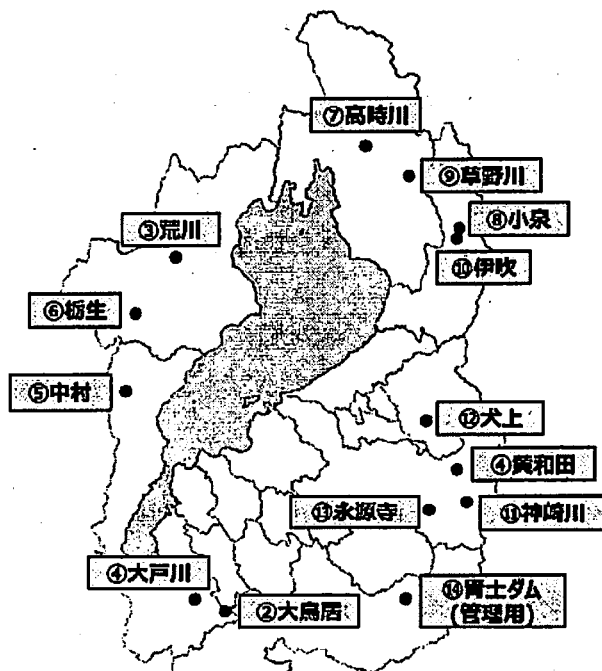 ⑦高時川
⑨草野川
⑧小泉
③荒川
⑩伊吹
⑥栃生
⑤中村
⑫犬上
④黄和田
⑬永源寺
⑪神崎川
④大戸川
②大鳥居
⑭青土ダム
(管理用)